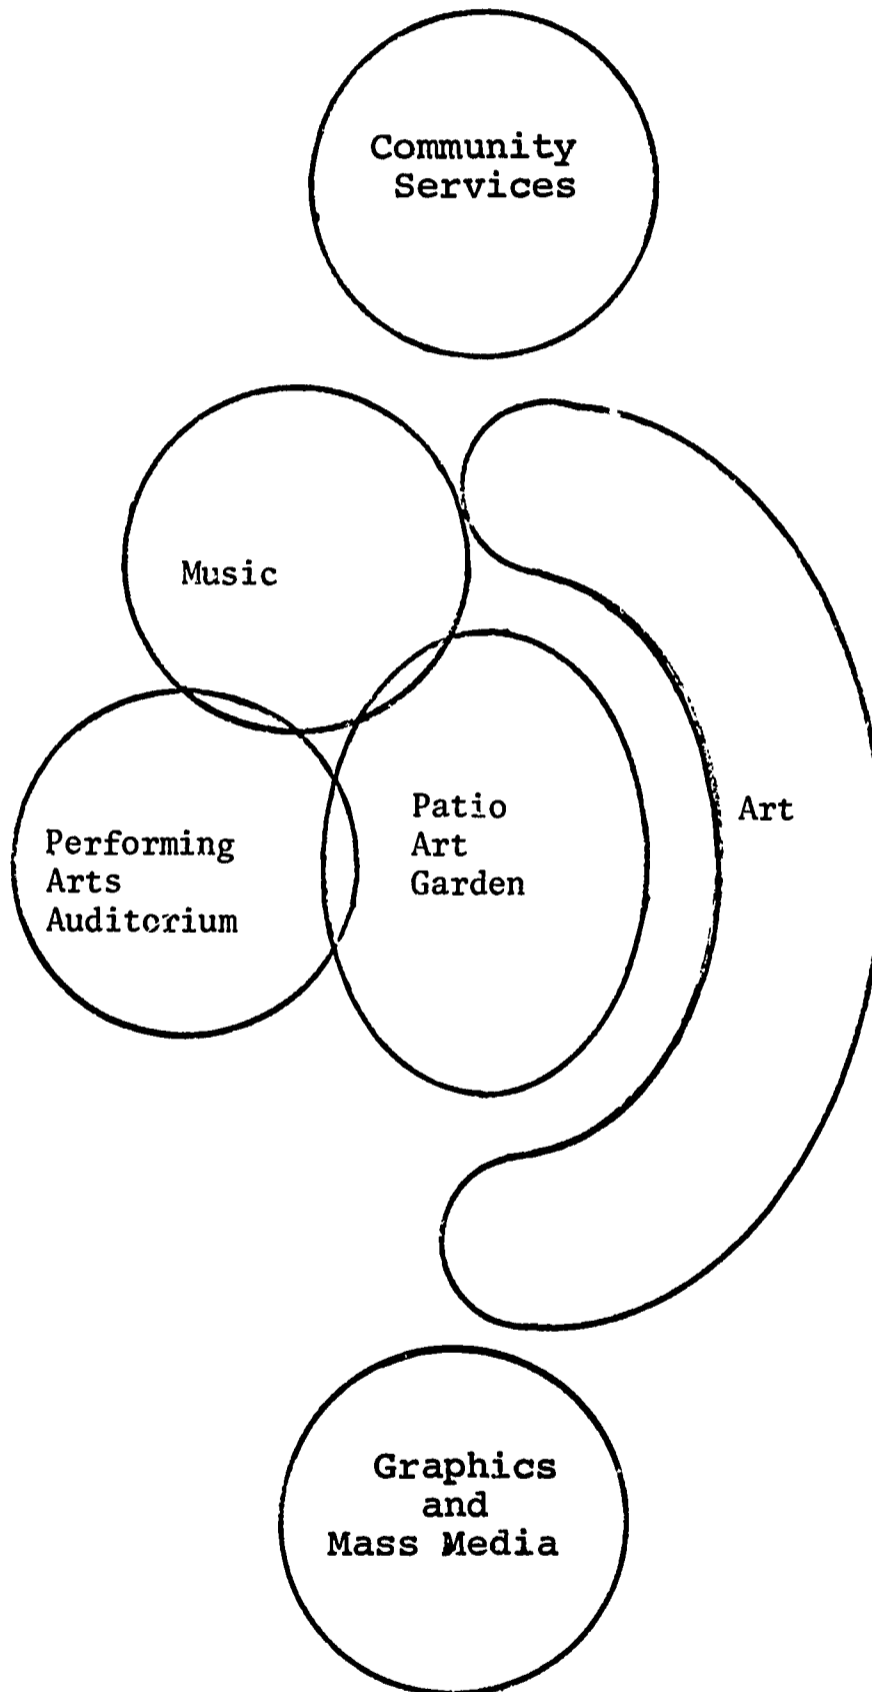 Community
Services
Music
Performing
Arts
Auditorium
Patio
Art
Garden
Art
Graphics
and
Mass Media